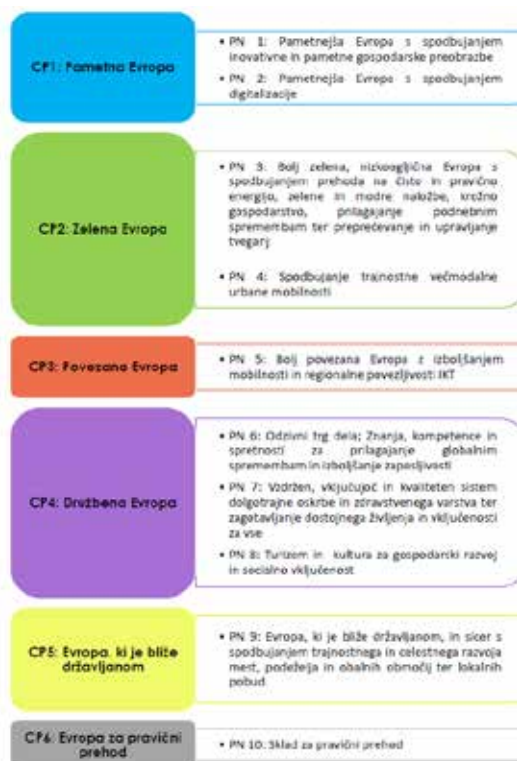 CP1: Pametna Evropa
• PN 1: Pametnejša Evropa s spodbujanjem
inovativne in pametne gospodarske preobrazbe
• PN 2: Pametnejša Evropa s spodbujanjem
digitalizacije
CP2: Zelena Evropa
• PN 3: Bolj zelena, nizkoogljična Evropa s
spodbujanjem prehoda na čisto in pravično
energijo, zelene in modre naložbe, krožno
gospodarstvo, prilagajanje podnebnim
spremembam ter preprečevanje in upravljanje
tveganj
• PN 4: Spodbujanje trajnostne večmodalne
urbane mobilnosti
CP3: Povezana Evropa
• PN 5: Bolj povezana Evropa z izboljšanjem
mobilnosti in regionalne povezljivosti IKT
CP4: Družbena Evropa
• PN 6: Odzivni trg dela; Znanja, kompetence in
spretnosti za prilagajanje globalnim
spremembam in izboljšanje zaposljivosti
• PN 7: Vzdržen, vključujoč in kvaliteten sistem
dolgotrajne oskrbe in zdravstvenega varstva ter
zagotavljanje dostojnega življenja in vključenosti
za vse
• PN 8: Turizem in kultura za gospodarski razvoj
in socialno vključenost
CP5: Evropa, ki je bliže
državljanom
• PN 9: Evropa, ki je bliže državljanom, in sicer s
spodbujanjem trajnostnega in celostnega razvoja
mest, podeželja in obalnih območij ter lokalnih
pobud
CP6: Evropa za pravični
prehod
• PN 10: Sklad za pravični prehod